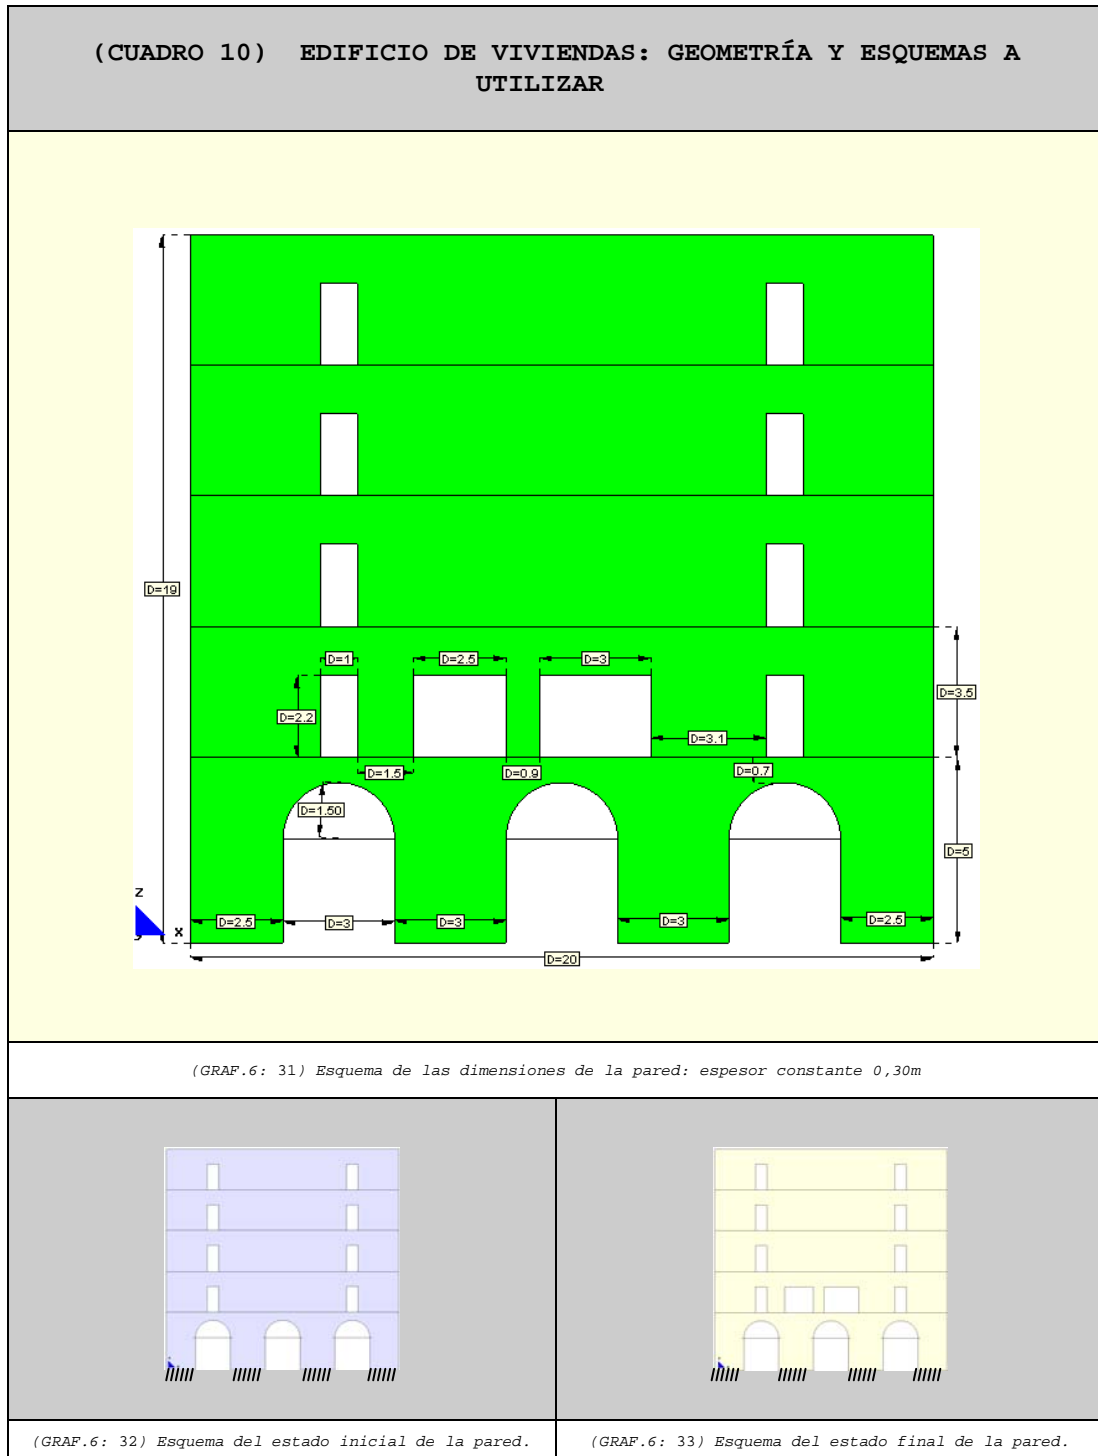 (CUADRO 10)  EDIFICIO DE VIVIENDAS: GEOMETRÍA Y ESQUEMAS A
UTILIZAR
D=19
D=1
D=2.5
D=3
D=3.5
D=2.2
D=3.1
D=1.5
D=0.9
D=0.7
D=1.50
D=5
z
x
D=2.5
D=3
D=3
D=3
D=2.5
D=20
(GRAF.6: 31) Esquema de las dimensiones de la pared: espesor constante 0,30m
(GRAF.6: 32) Esquema del estado inicial de la pared.
(GRAF.6: 33) Esquema del estado final de la pared.